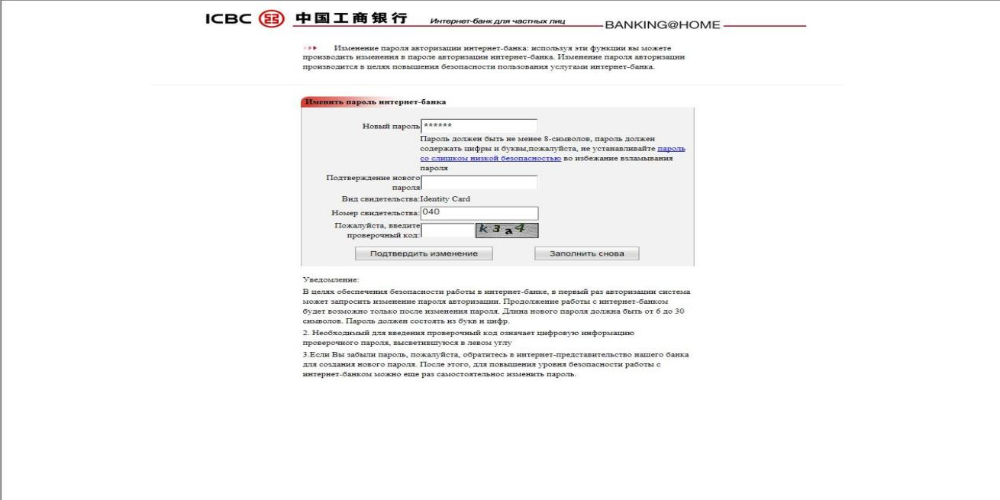 ICBC 中国工商银行 Интернет-банк для частных лиц BANKING@HOME
Изменение пароля авторизации интернет-банка: используя эти функции вы можете
производить изменения в пароле авторизации интернет-банка. Изменение пароля авторизации
производится в целях повышения безопасности пользования услугами интернет-банка.
Именить пароль интернет-банка
Новый пароль ******
Пароль должен быть не менее 8-символов, пароль должен
содержать цифры и буквы,пожалуйста, не устанавливайте пароль
со слишком низкой безопасностью во избежание взламывания
пароля
Подтверждение нового
пароля
Вид свидетельства:Identity Card
Номер свидетельства: 040
Пожалуйста, введите
проверочный код: k3a4
Подтвердить изменение Заполнить снова
Уведомление:
В целях обеспечения безопасности работы в интернет-банке, в первый раз авторизации система
может запросить изменение пароля авторизации. Продолжение работы с интернет-банком
будет возможно только после изменения пароля. Длина нового пароля должна быть от 6 до 30
символов. Пароль должен состоять из букв и цифр.
2. Необходимый для введения проверочный код означает цифровую информацию
проверочного пароля, высветившуюся в левом углу
3.Если Вы забыли пароль, пожалуйста, обратитесь в интернет-представительство нашего банка
для создания нового пароля. После этого, для повышения уровня безопасности работы с
интернет-банком можно еще раз самостоятельнос изменить пароль.